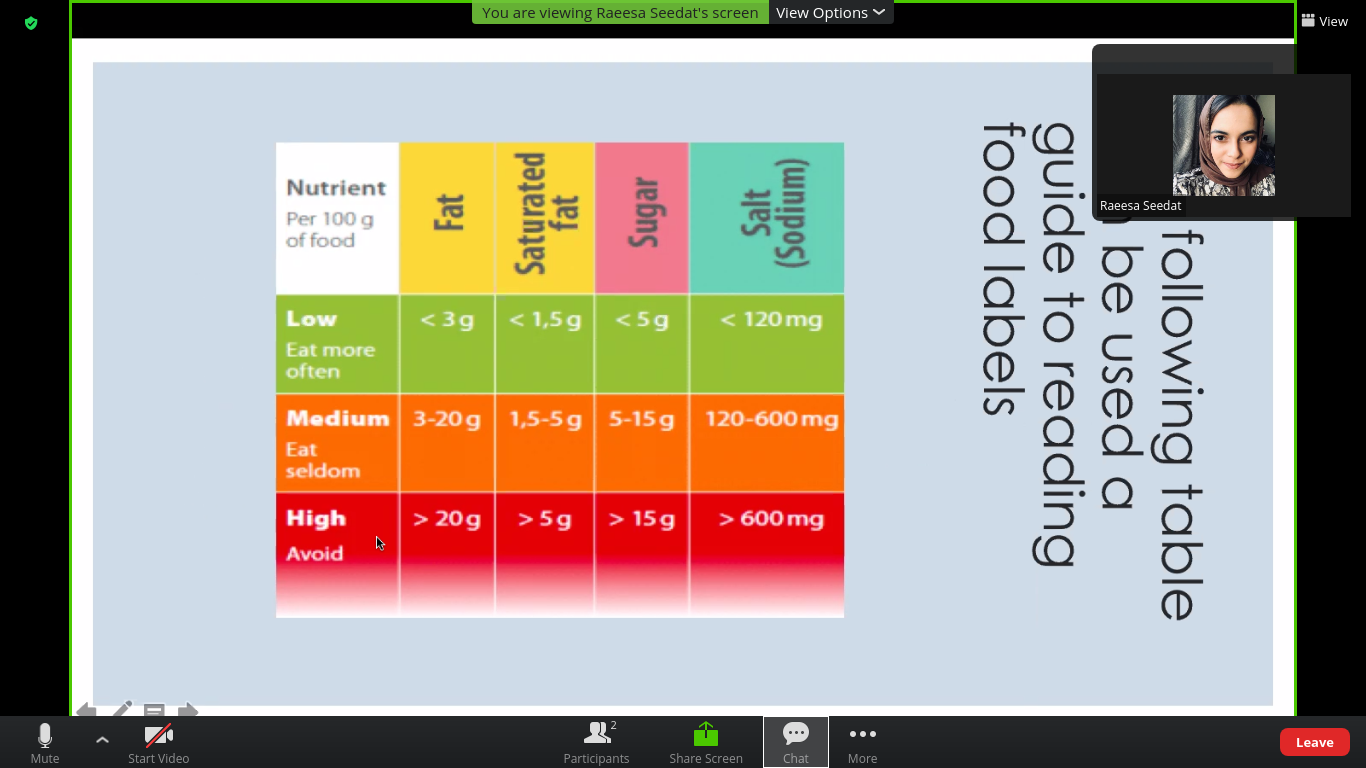 You are viewing Raeesa Seedat's screen View Options
View
Raeesa Seedat
following table
be used a
guide to reading
food labels
Nutrient
Per 100 g
of food
Fat
Saturated
fat
Sugar
Salt
(Sodium)
Low < 3 g < 1,5 g < 5 g < 120 mg
Eat more
often
Medium 3-20 g 1,5-5 g 5-15 g 120-600 mg
Eat
seldom
High > 20 g > 5 g > 15 g > 600 mg
Avoid
Mute Start Video Participants 2 Share Screen Chat More Leave